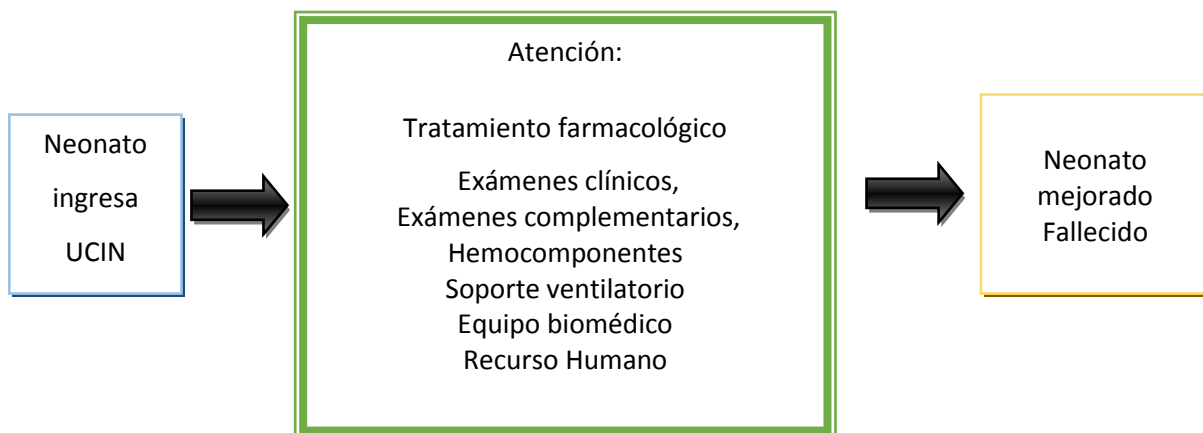 Neonato
ingresa
UCIN
Atención:
Tratamiento farmacológico
Exámenes clínicos,
Exámenes complementarios,
Hemocomponentes
Soporte ventilatorio
Equipo biomédico
Recurso Humano
Neonato
mejorado
Fallecido